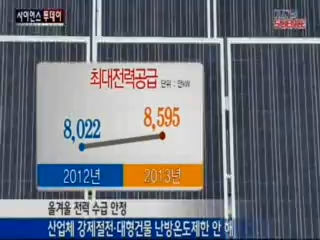 사이언스 투데이
YTN SCIENCE
최대전력공급 단위 : 만kW
8,022
8,595
2012년
2013년
올겨울 전력 수급 안정
산업체 강제절전·대형건물 난방온도제한 안 해